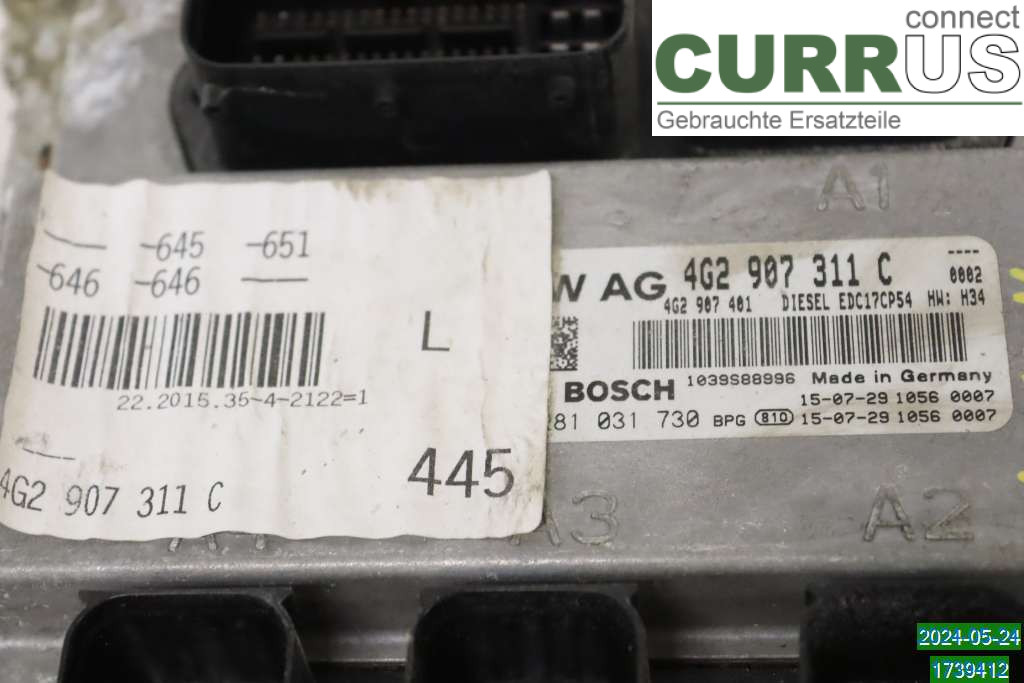 connect
CURRUS
Gebrauchte Ersatzteile
A1
-645 -651
-646 -646
L
22.2015.35-4-2122=1
445
4G2 907 311 C
W AG 4G2 907 311 C
----
0002
4G2 907 401 DIESEL EDC17CP54 HW: H34
BOSCH 1039S88996 Made in Germany
15-07-29 1056 0007
281 031 730 BPG 810 15-07-29 1056 0007
A3
A2
2024-05-24
1739412